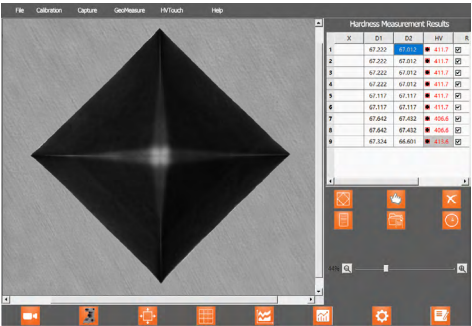 File Calibration Capture GeoMeasure HVTouch Help
Hardness Measurement Results
X D1 D2 HV R
1 67.222 67.012 411.7
2 67.222 67.012 411.7
3 67.222 67.012 411.7
4 67.222 67.012 411.7
5 67.117 67.117 411.7
6 67.117 67.117 411.7
7 67.642 67.432 406.6
8 67.642 67.432 406.6
9 67.324 66.601 413.6
44%